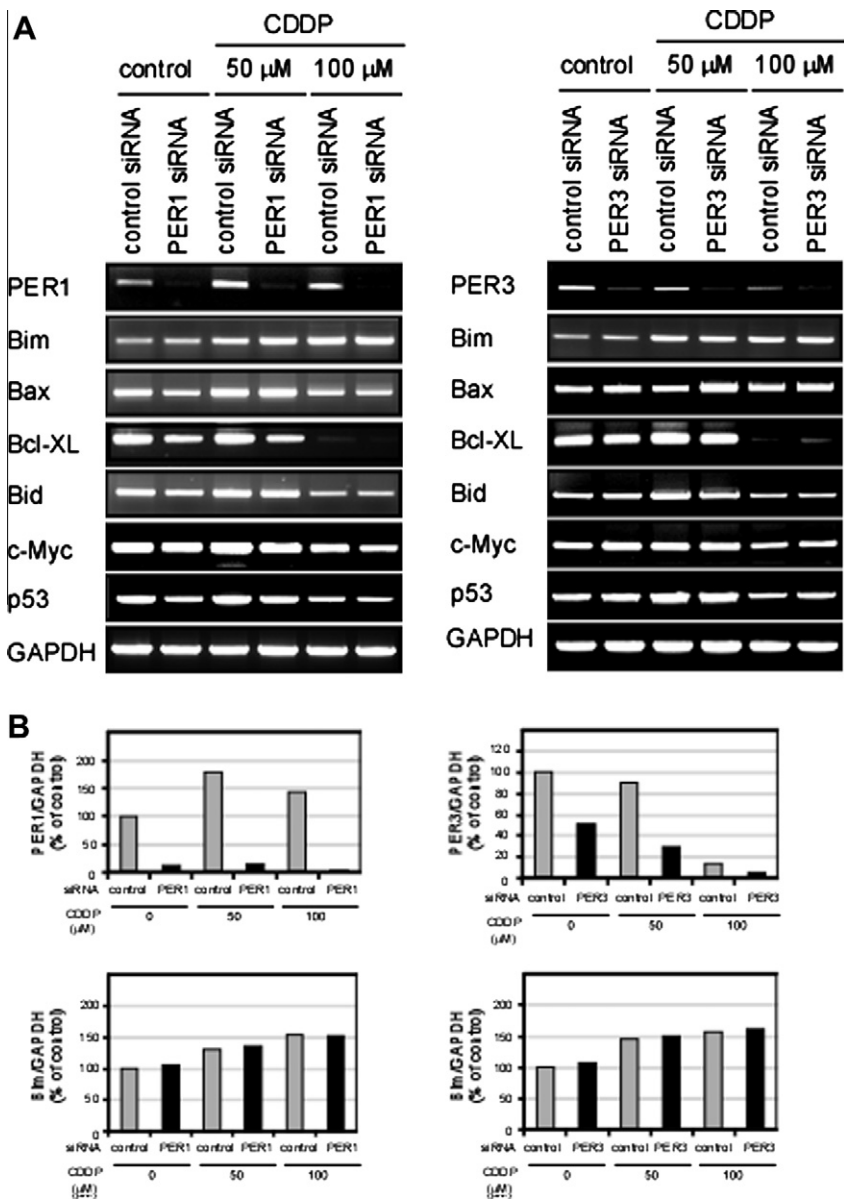 A
CDDP
control 50 μM 100 μM
control siRNA
PER1 siRNA
control siRNA
PER1 siRNA
control siRNA
PER1 siRNA
PER1
Bim
Bax
Bcl-XL
Bid
c-Myc
p53
GAPDH
CDDP
control 50 μM 100 μM
control siRNA
PER3 siRNA
control siRNA
PER3 siRNA
control siRNA
PER3 siRNA
PER3
Bim
Bax
Bcl-XL
Bid
c-Myc
p53
GAPDH
B
PER1/GAPDH
(% of control)
200
150
100
50
0
siRNA control PER1 control PER1 control PER1
CDDP 0 50 100
(μM)
PER3/GAPDH
(% of control)
120
100
80
60
40
20
0
siRNA control PER3 control PER3 control PER3
CDDP 0 50 100
(μM)
Bim/GAPDH
(% of control)
200
150
100
50
0
siRNA control PER1 control PER1 control PER1
CDDP 0 50 100
(μM)
Bim/GAPDH
(% of control)
200
150
100
50
0
siRNA control PER3 control PER3 control PER3
CDDP 0 50 100
(μM)